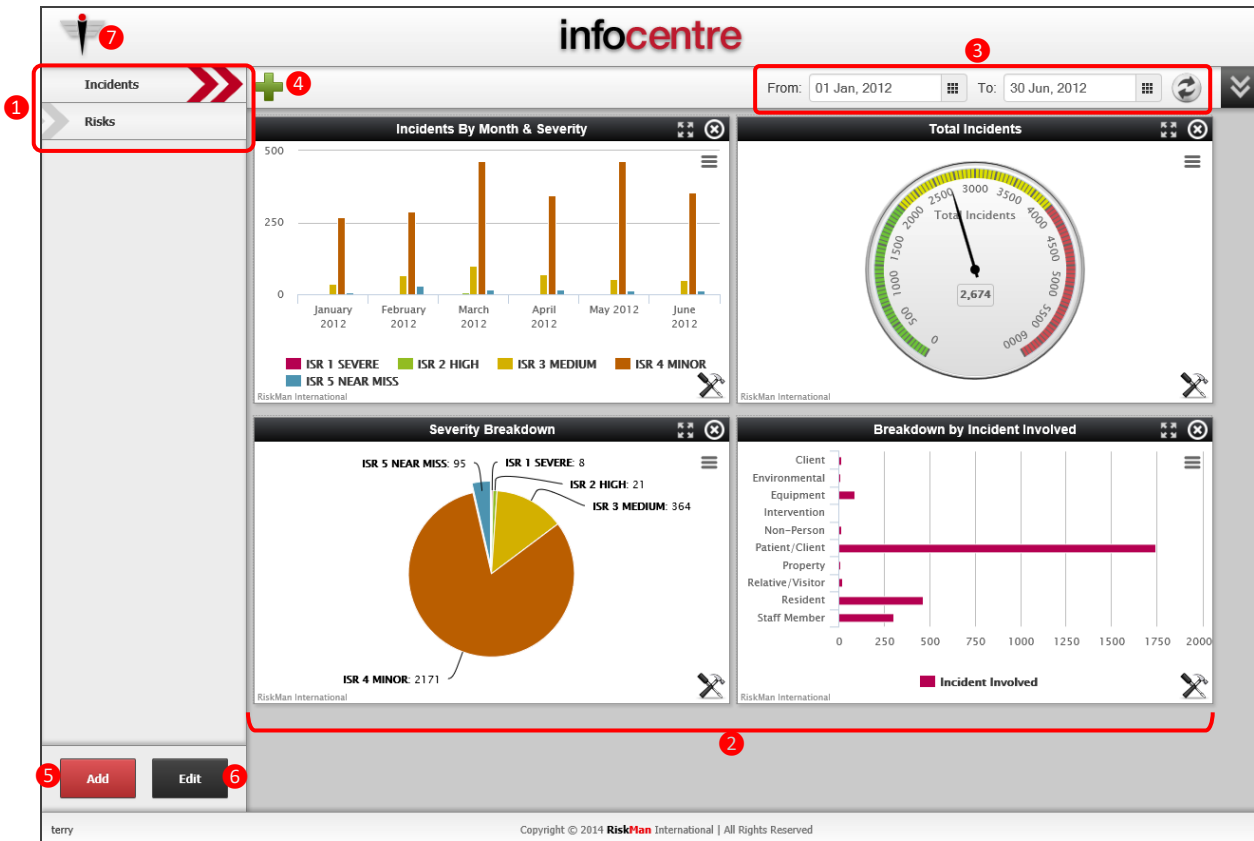 7
infocentre
3
1
Incidents
4
From: 01 Jan, 2012 To: 30 Jun, 2012
Risks
Incidents By Month & Severity
500
250
0
January 2012
February 2012
March 2012
April 2012
May 2012
June 2012
ISR 1 SEVERE ISR 2 HIGH ISR 3 MEDIUM ISR 4 MINOR
ISR 5 NEAR MISS
RiskMan International
Total Incidents
0
500
1000
1500
2000
2500
3000
3500
4000
4500
5000
5500
6000
Total Incidents
2,674
RiskMan International
Severity Breakdown
ISR 5 NEAR MISS: 95
ISR 1 SEVERE: 8
ISR 2 HIGH: 21
ISR 3 MEDIUM: 364
ISR 4 MINOR: 2171
RiskMan International
Breakdown by Incident Involved
Client
Environmental
Equipment
Intervention
Non-Person
Patient/Client
Property
Relative/Visitor
Resident
Staff Member
0 250 500 750 1000 1250 1500 1750 2000
Incident Involved
RiskMan International
2
5
Add
Edit
6
terry
Copyright © 2014 RiskMan International | All Rights Reserved